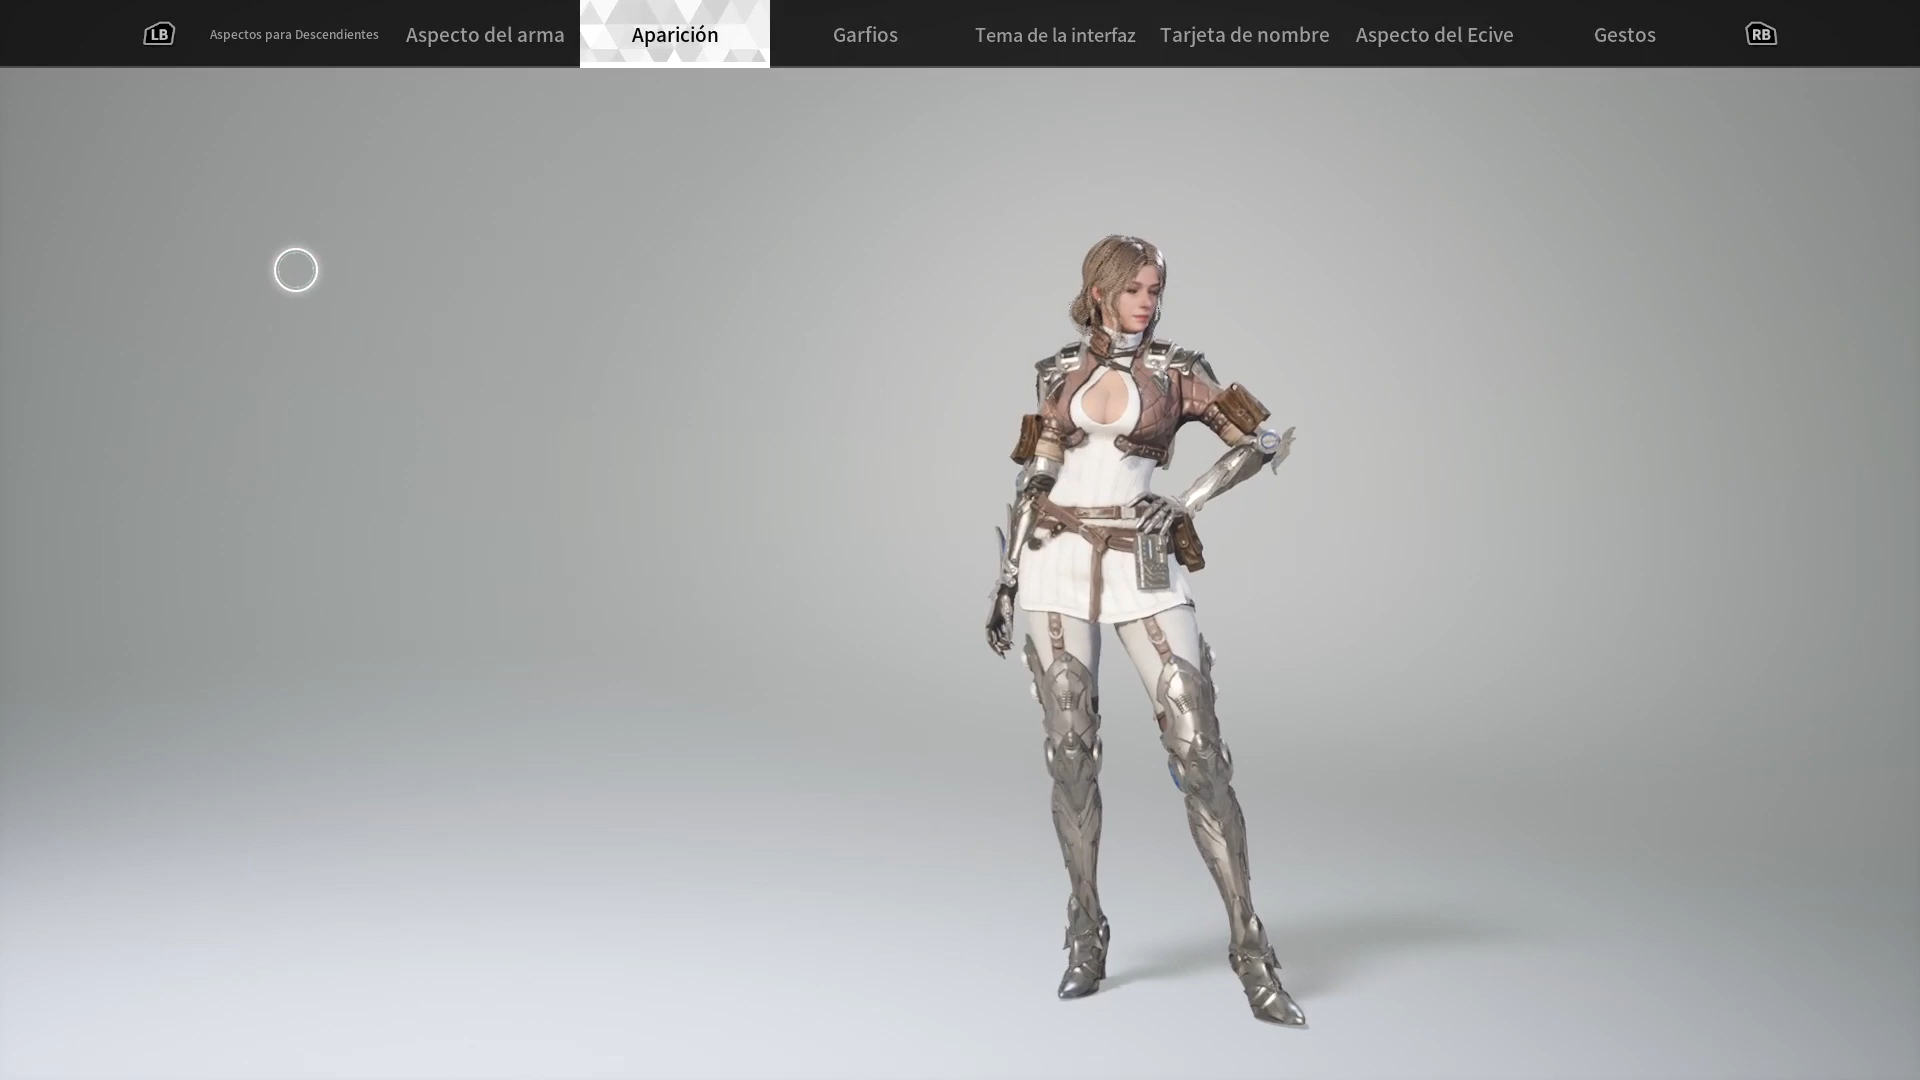 LB
Aspectos para Descendientes
Aspecto del arma
Aparición
Garfios
Tema de la interfaz
Tarjeta de nombre
Aspecto del Ecive
Gestos
RB